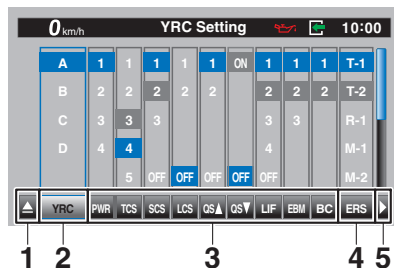 0 km/h YRC Setting 10:00
A 1 1 1 1 1 ON 1 1 1 T-1
B 2 2 2 2 2 2 2 2 T-2
C 3 3 3 3 3 R-1
D 4 4 4 M-1
5 OFF OFF OFF OFF OFF M-2
YRC PWR TCS SCS LCS QS▲ QS▼ LIF EBM BC ERS
1 2 3 4 5